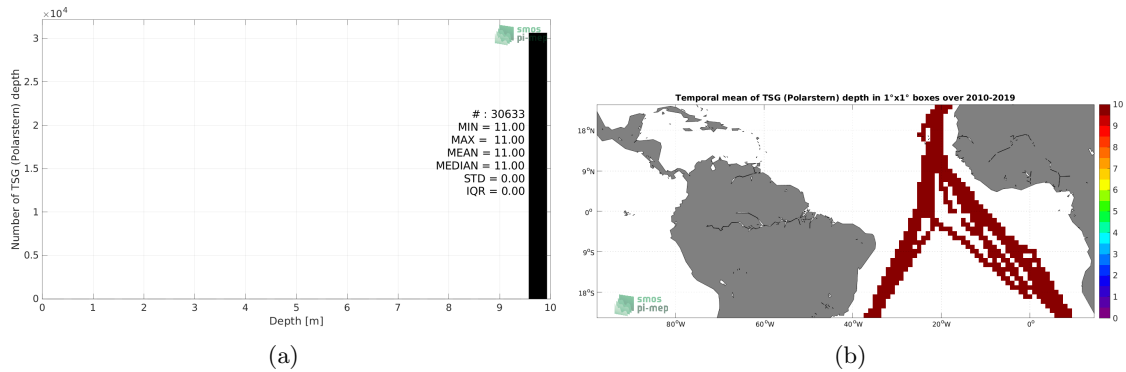 ×10⁴
3
2.5
2
1.5
1
0.5
0
Number of TSG (Polarstern) depth
smos
pi-mep
# : 30633
MIN = 11.00
MAX = 11.00
MEAN = 11.00
MEDIAN = 11.00
STD = 0.00
IQR = 0.00
0 1 2 3 4 5 6 7 8 9 10
Depth [m]
(a)
Temporal mean of TSG (Polarstern) depth in 1°x1° boxes over 2010-2019
18°N
9°N
0°
9°S
18°S
smos
pi-mep
80°W 60°W 40°W 20°W 0°
10
9
8
7
6
5
4
3
2
1
0
(b)